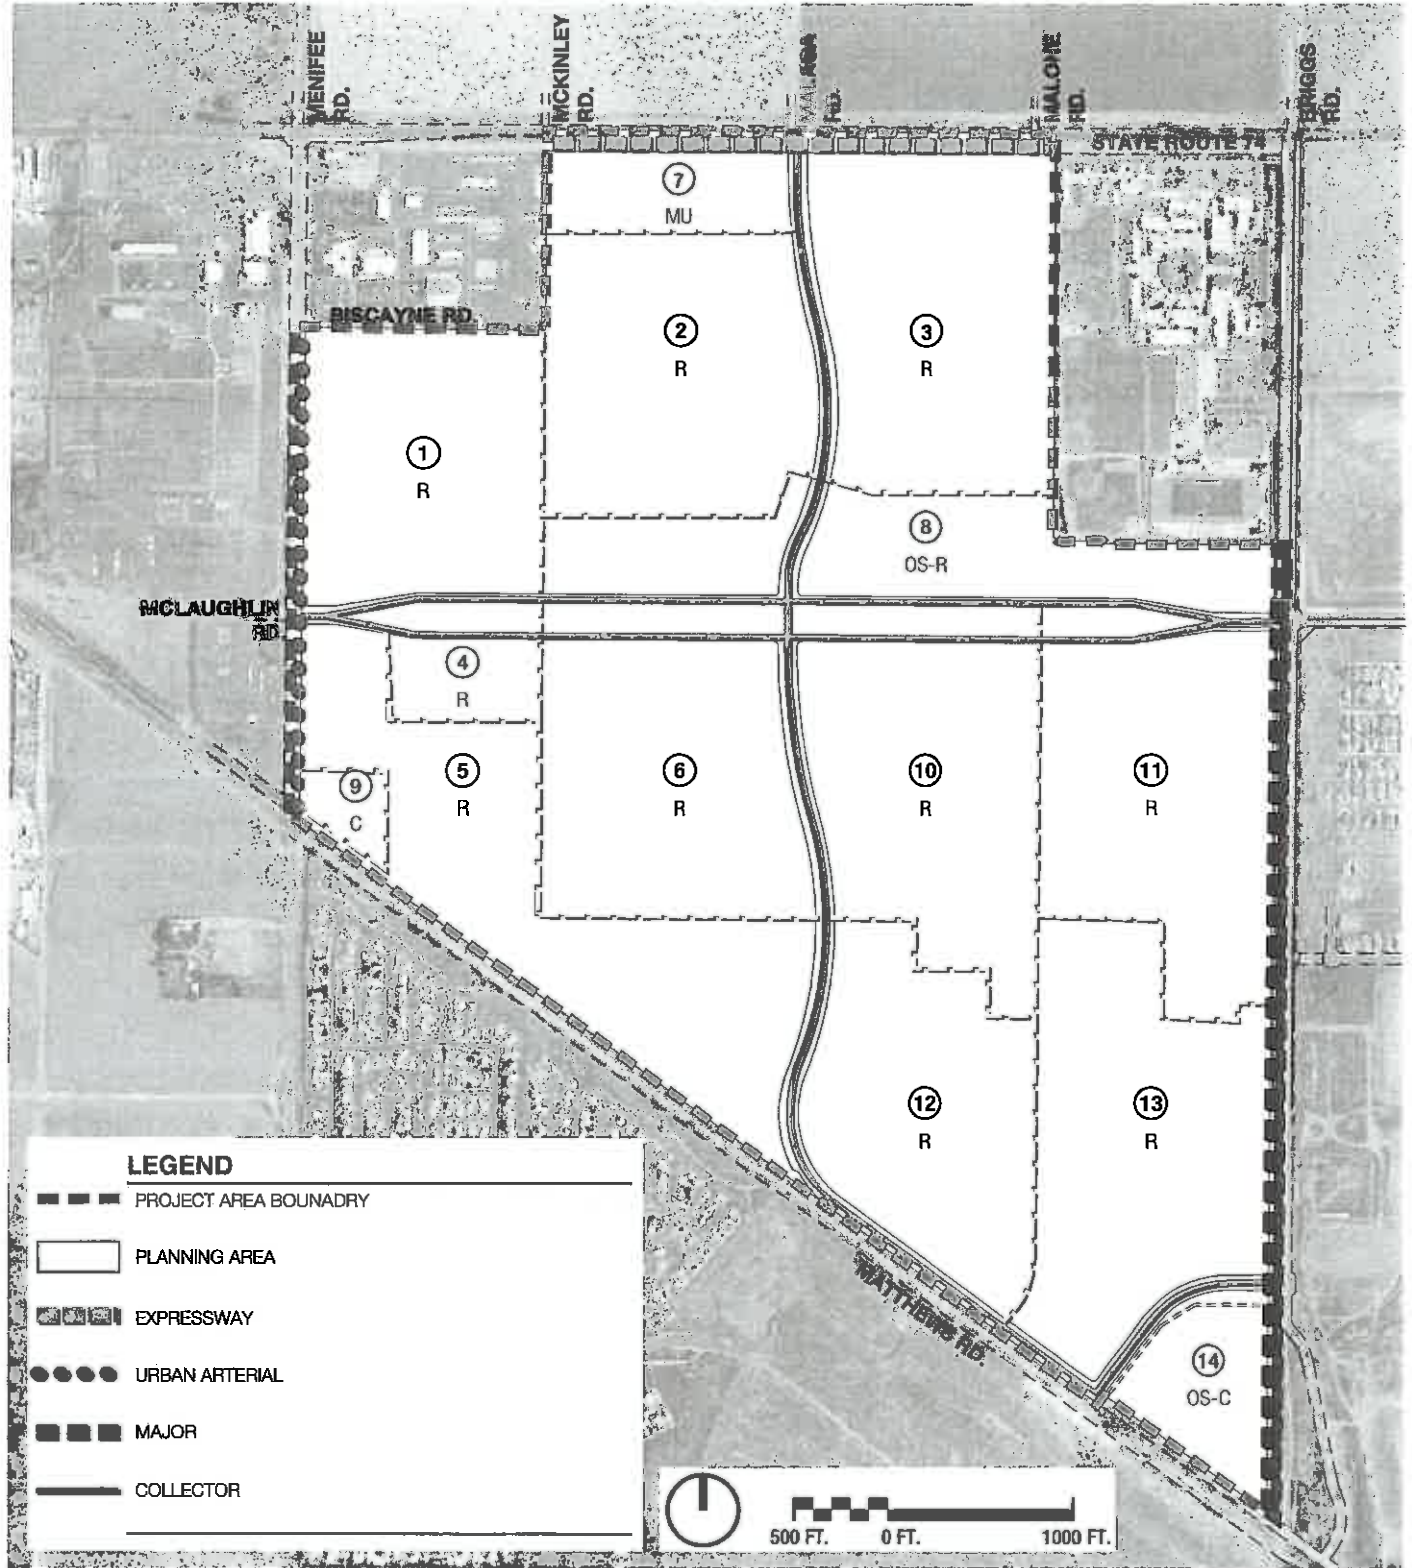 MENIFEE
RD.
MCKINLEY
RD.
MALAGA
RD.
MALONE
RD.
BRIGGS
RD.
STATE ROUTE 74
7
MU
BISCAYNE RD.
2
R
3
R
1
R
8
OS-R
MCLAUGHLIN
RD.
4
R
9
C
5
R
6
R
10
R
11
R
12
R
13
R
MATTHEWS RD.
14
OS-C
LEGEND
PROJECT AREA BOUNADRY
PLANNING AREA
EXPRESSWAY
URBAN ARTERIAL
MAJOR
COLLECTOR
500 FT. 0 FT. 1000 FT.